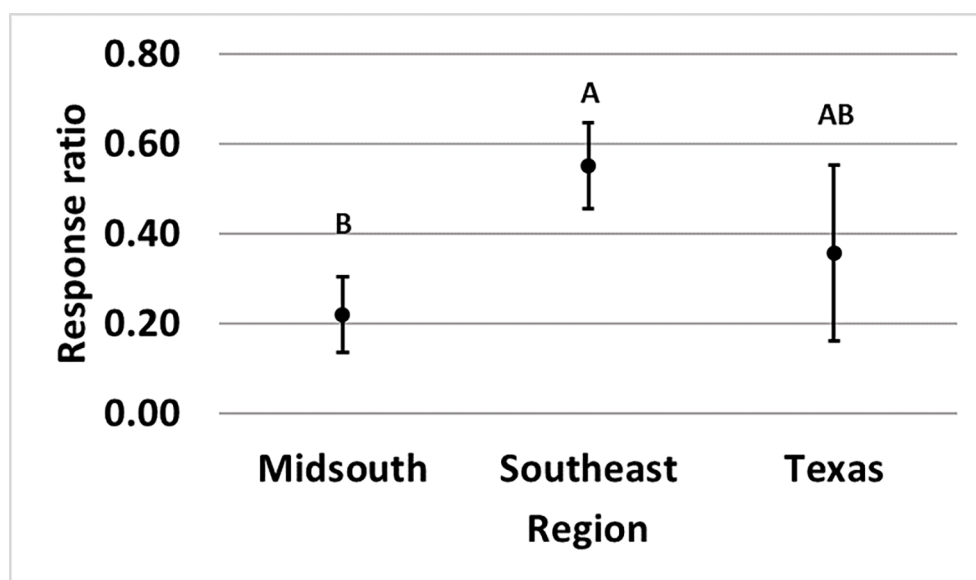 0.80
A
AB
0.60
B
0.40
0.20
0.00
Response ratio
Midsouth Southeast Texas
Region